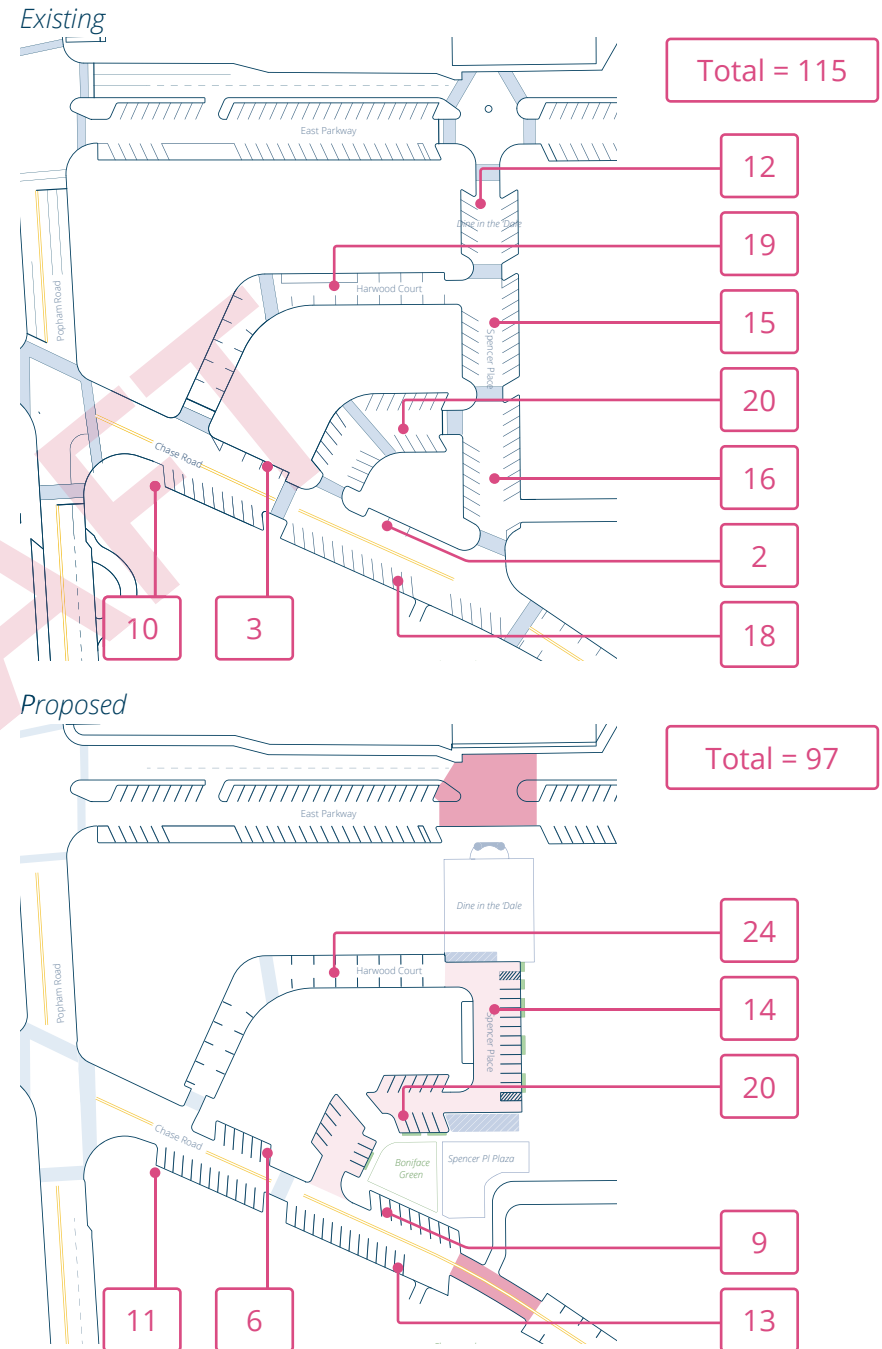 Existing
Total = 115
East Parkway
12
Dine in the 'Dale
19
Harwood Court
Popham Road
15
Spencer Place
20
Chase Road
16
2
10
3
18
AFT
Proposed
Total = 97
East Parkway
Dine in the 'Dale
24
Harwood Court
Popham Road
14
Spencer Place
20
Chase Road
Boniface
Green
Spencer Pl Plaza
9
11
6
13